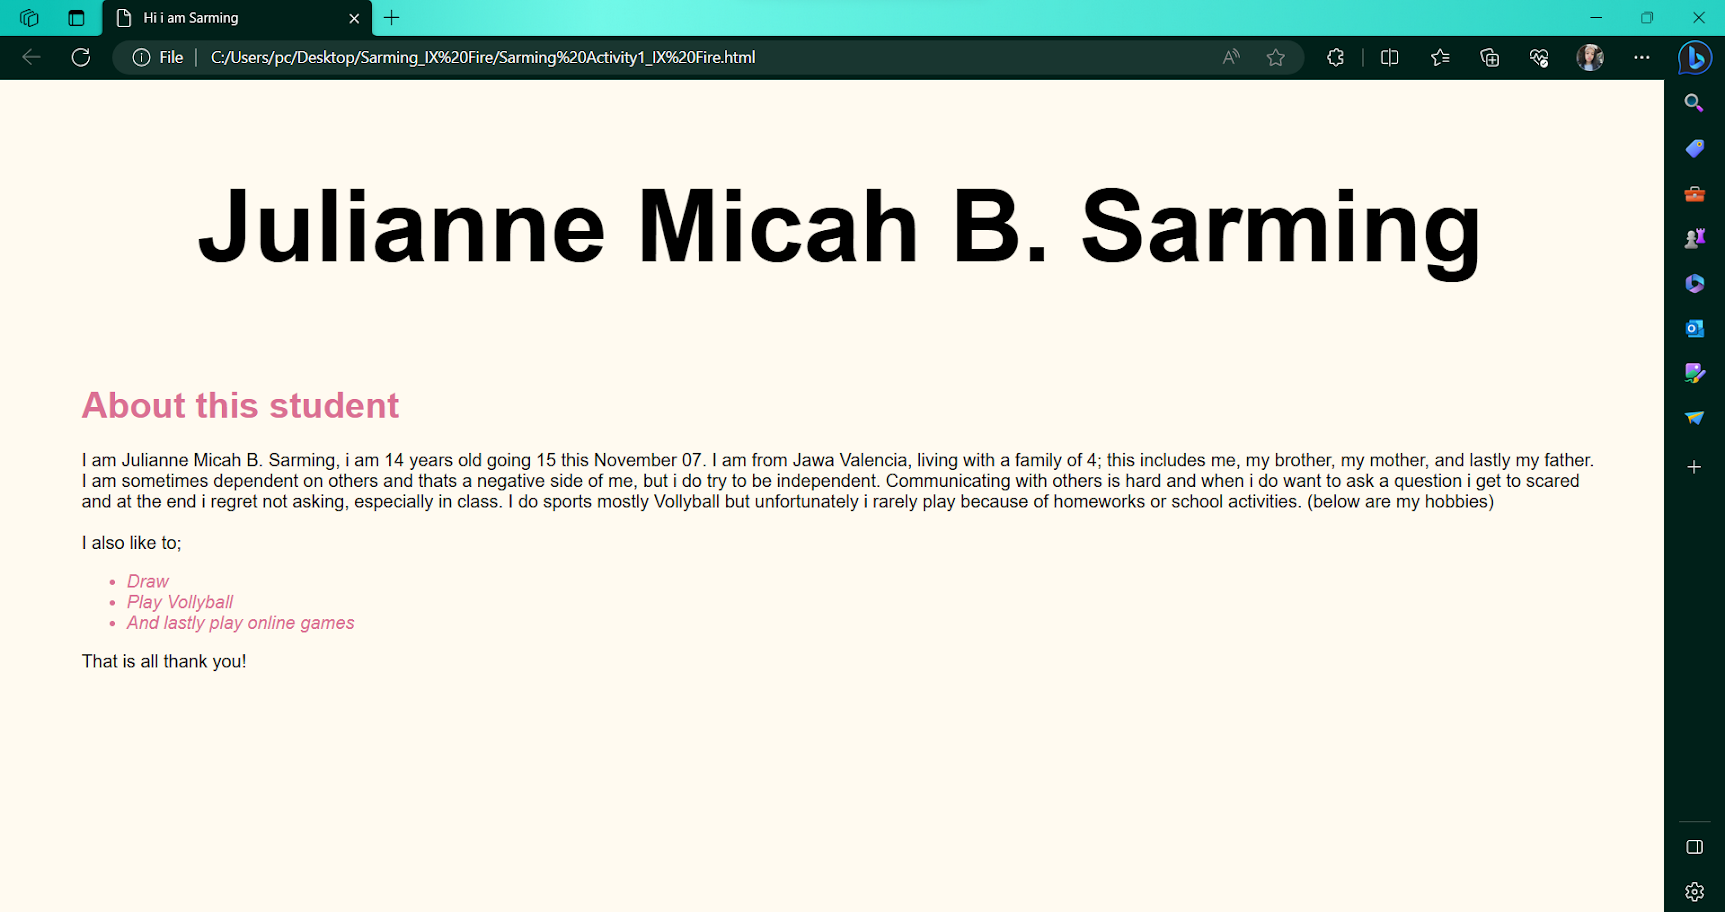 Hi i am Sarming
File
C:/Users/pc/Desktop/Sarming_IX%20Fire/Sarming%20Activity1_IX%20Fire.html
Julianne Micah B. Sarming
About this student
I am Julianne Micah B. Sarming, i am 14 years old going 15 this November 07. I am from Jawa Valencia, living with a family of 4; this includes me, my brother, my mother, and lastly my father.
I am sometimes dependent on others and thats a negative side of me, but i do try to be independent. Communicating with others is hard and when i do want to ask a question i get to scared
and at the end i regret not asking, especially in class. I do sports mostly Vollyball but unfortunately i rarely play because of homeworks or school activities. (below are my hobbies)
I also like to;
• Draw
• Play Vollyball
• And lastly play online games
That is all thank you!